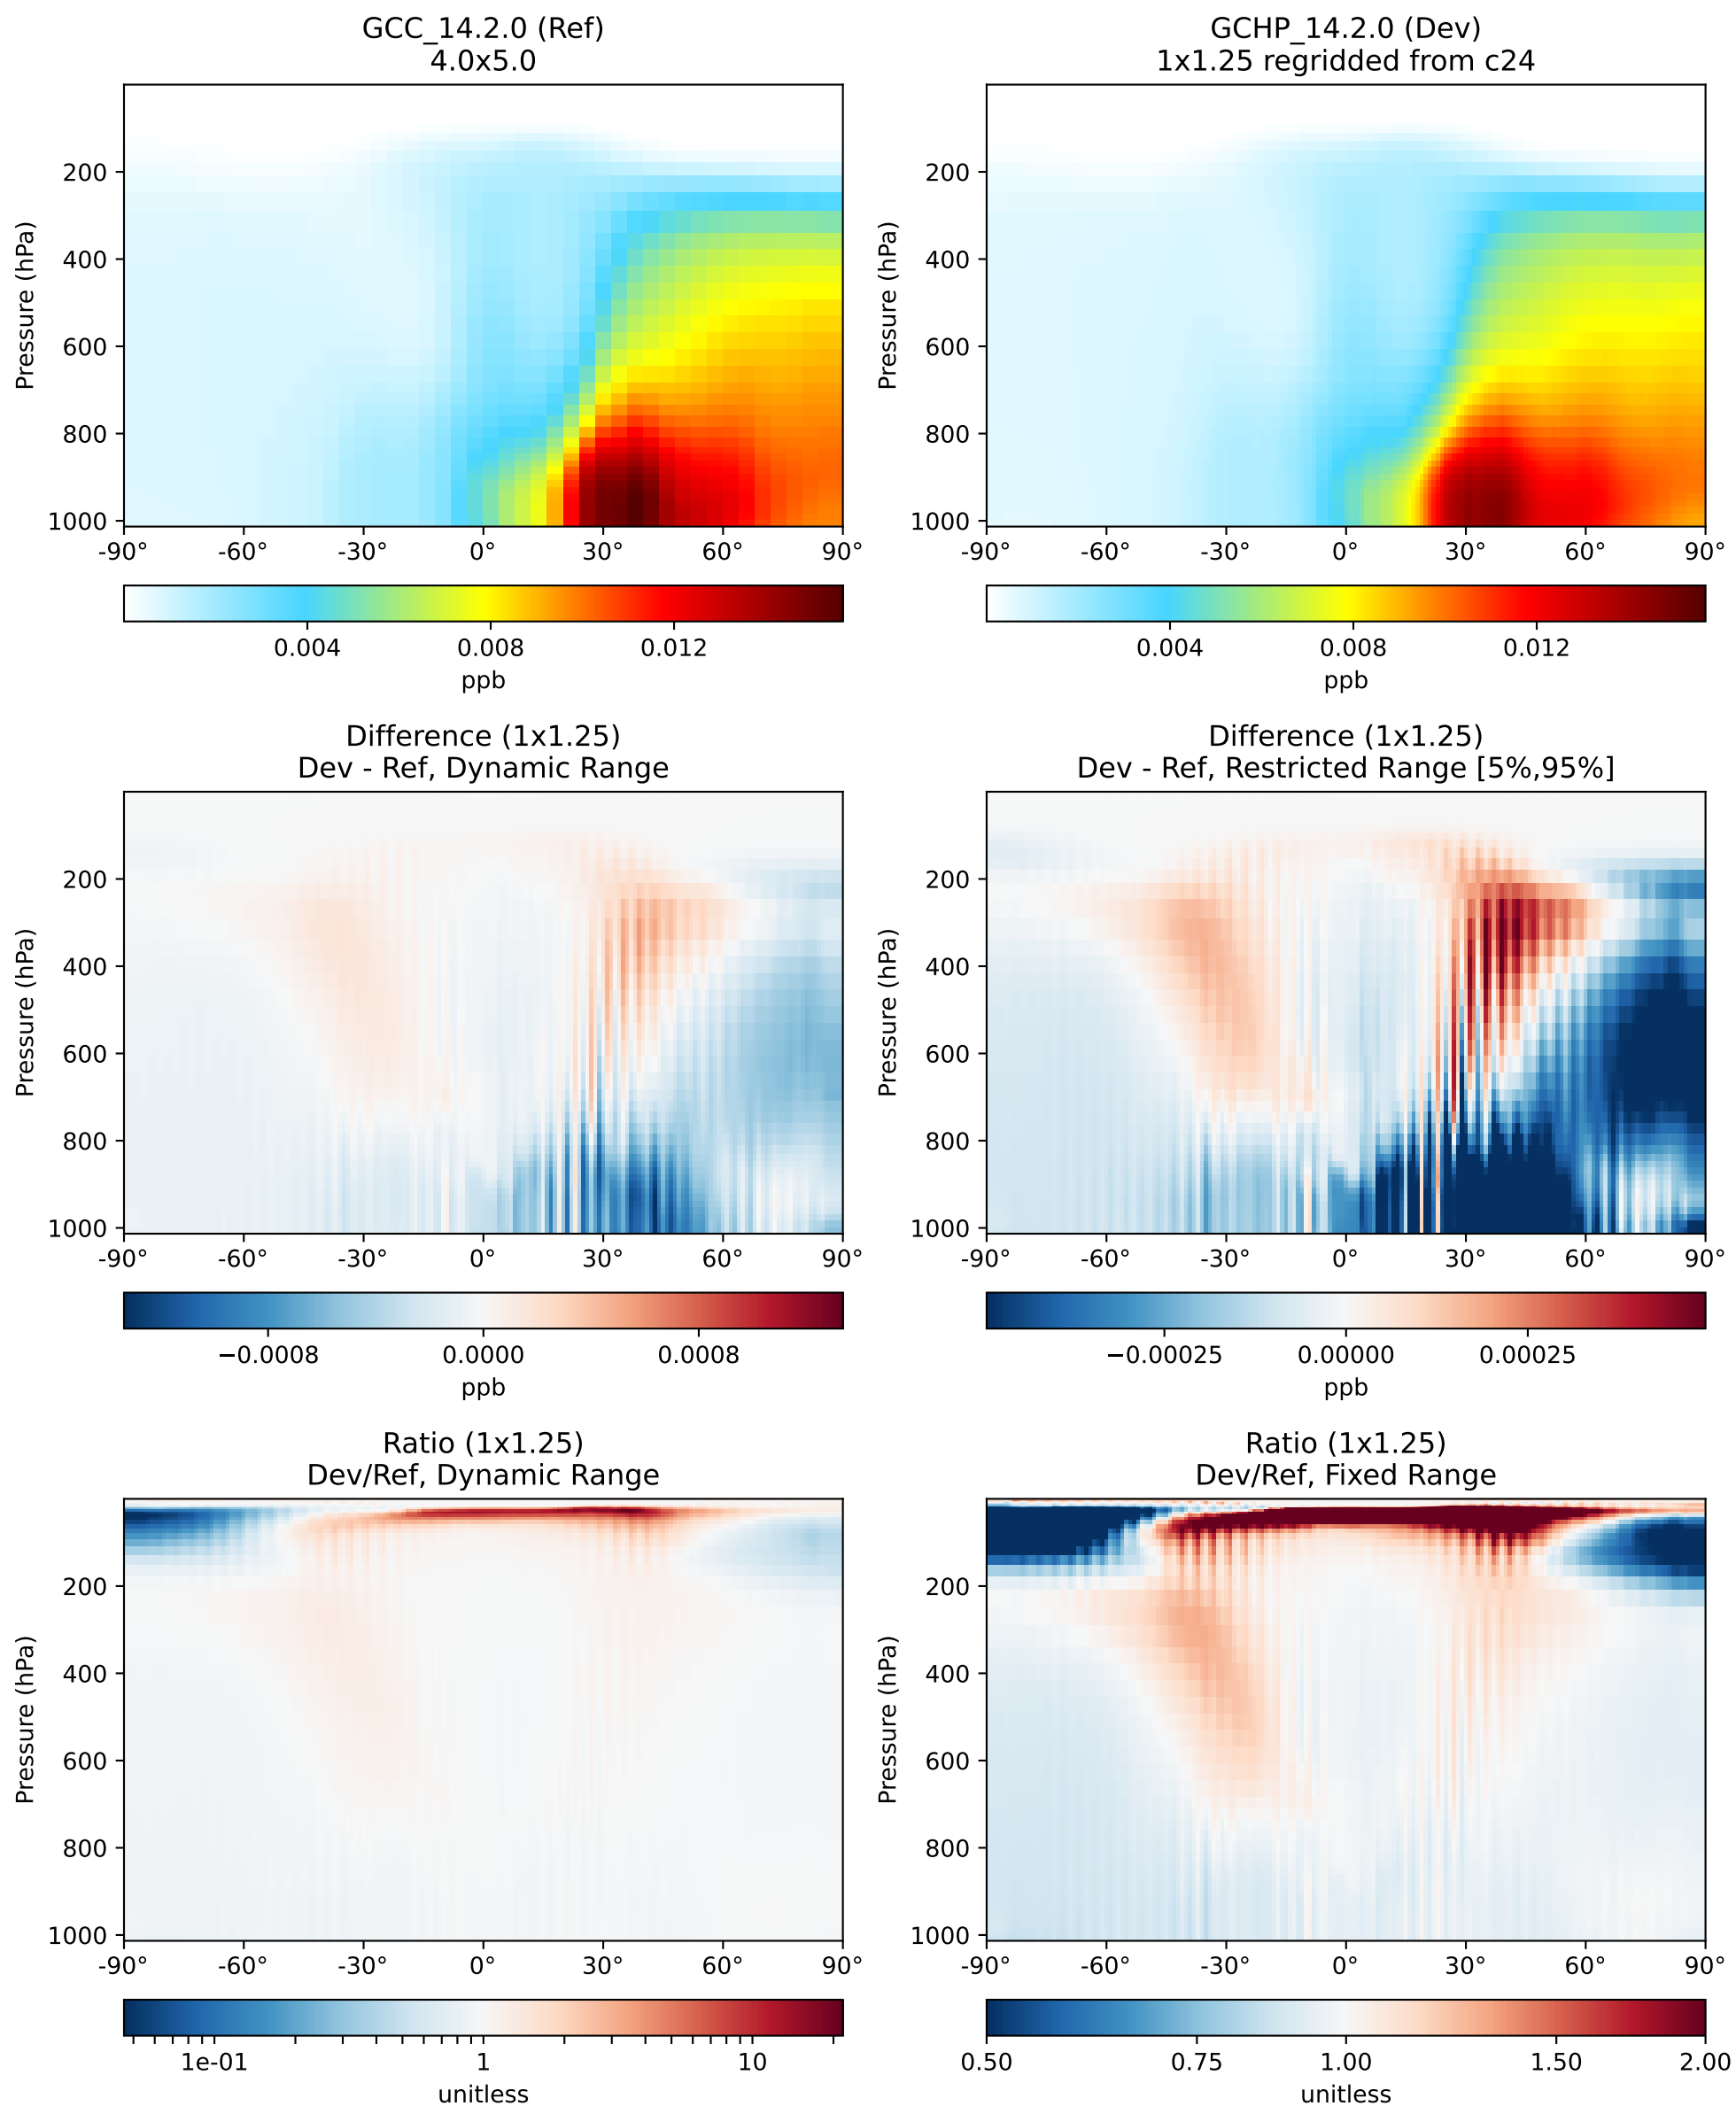 GCC_14.2.0 (Ref)
4.0x5.0
Pressure (hPa)
200
400
600
800
1000
-90° -60° -30° 0° 30° 60° 90°
0.004 0.008 0.012
ppb
GCHP_14.2.0 (Dev)
1x1.25 regridded from c24
Pressure (hPa)
200
400
600
800
1000
-90° -60° -30° 0° 30° 60° 90°
0.004 0.008 0.012
ppb
Difference (1x1.25)
Dev - Ref, Dynamic Range
Pressure (hPa)
200
400
600
800
1000
-90° -60° -30° 0° 30° 60° 90°
−0.0008 0.0000 0.0008
ppb
Difference (1x1.25)
Dev - Ref, Restricted Range [5%,95%]
Pressure (hPa)
200
400
600
800
1000
-90° -60° -30° 0° 30° 60° 90°
−0.00025 0.00000 0.00025
ppb
Ratio (1x1.25)
Dev/Ref, Dynamic Range
Pressure (hPa)
200
400
600
800
1000
-90° -60° -30° 0° 30° 60° 90°
1e-01 1 10
unitless
Ratio (1x1.25)
Dev/Ref, Fixed Range
Pressure (hPa)
200
400
600
800
1000
-90° -60° -30° 0° 30° 60° 90°
0.50 0.75 1.00 1.50 2.00
unitless